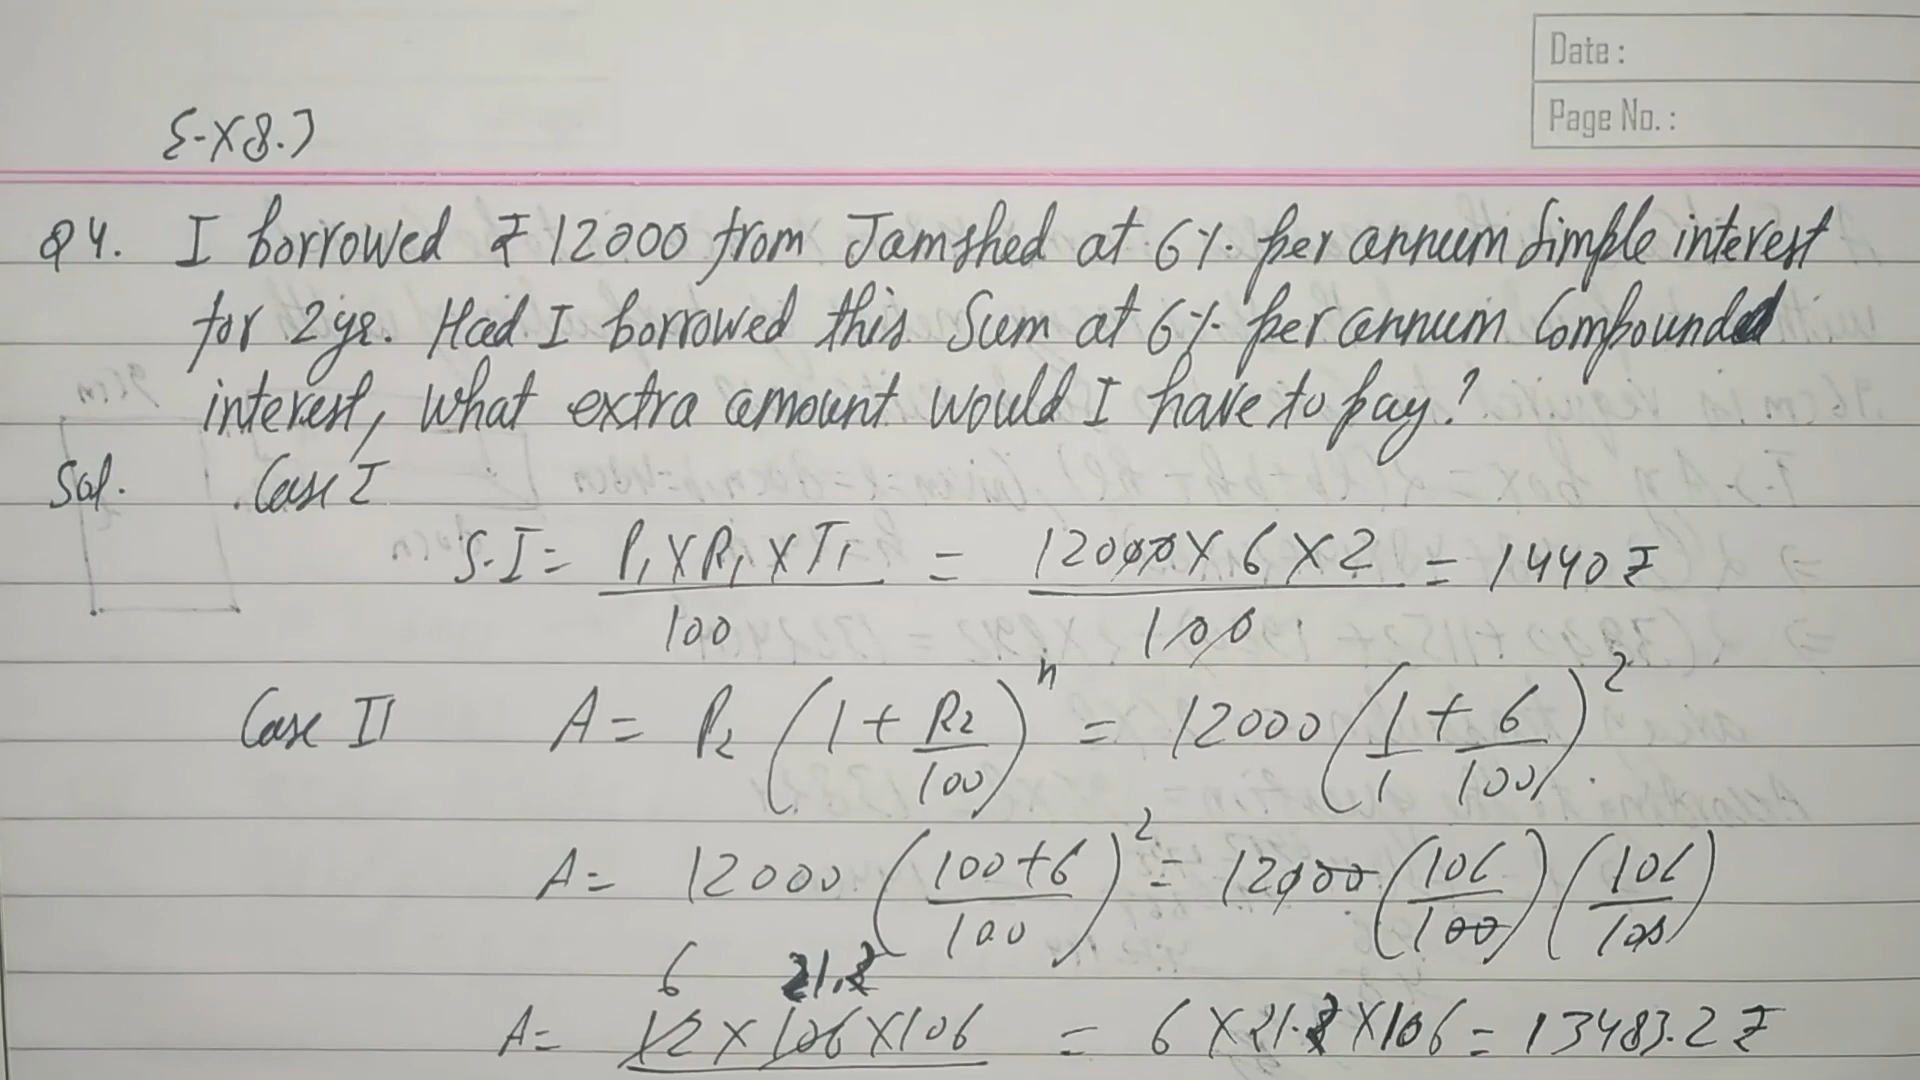 Date :
Page No. :
E-X8.3
Q4. I borrowed ₹12000 from Jamshed at 6% per annum Simple interest
for 2yr. Had I borrowed this Sum at 6% per annum Compounded
interest, What extra amount would I have to pay?
Sol. Case I
S.I = P₁ X R₁ X T₁ / 100 = 12000 X 6 X 2 / 100 = 1440 ₹
Case II A = P₂ (1 + R₂/100)ⁿ = 12000 (1/1 + 6/100)²
A = 12000 (100+6 / 100)² = 12000 (106/100) (106/100)
6 21.2
A = 12 X 106 X 106 = 6 X 21.2 X 106 = 13483.2 ₹